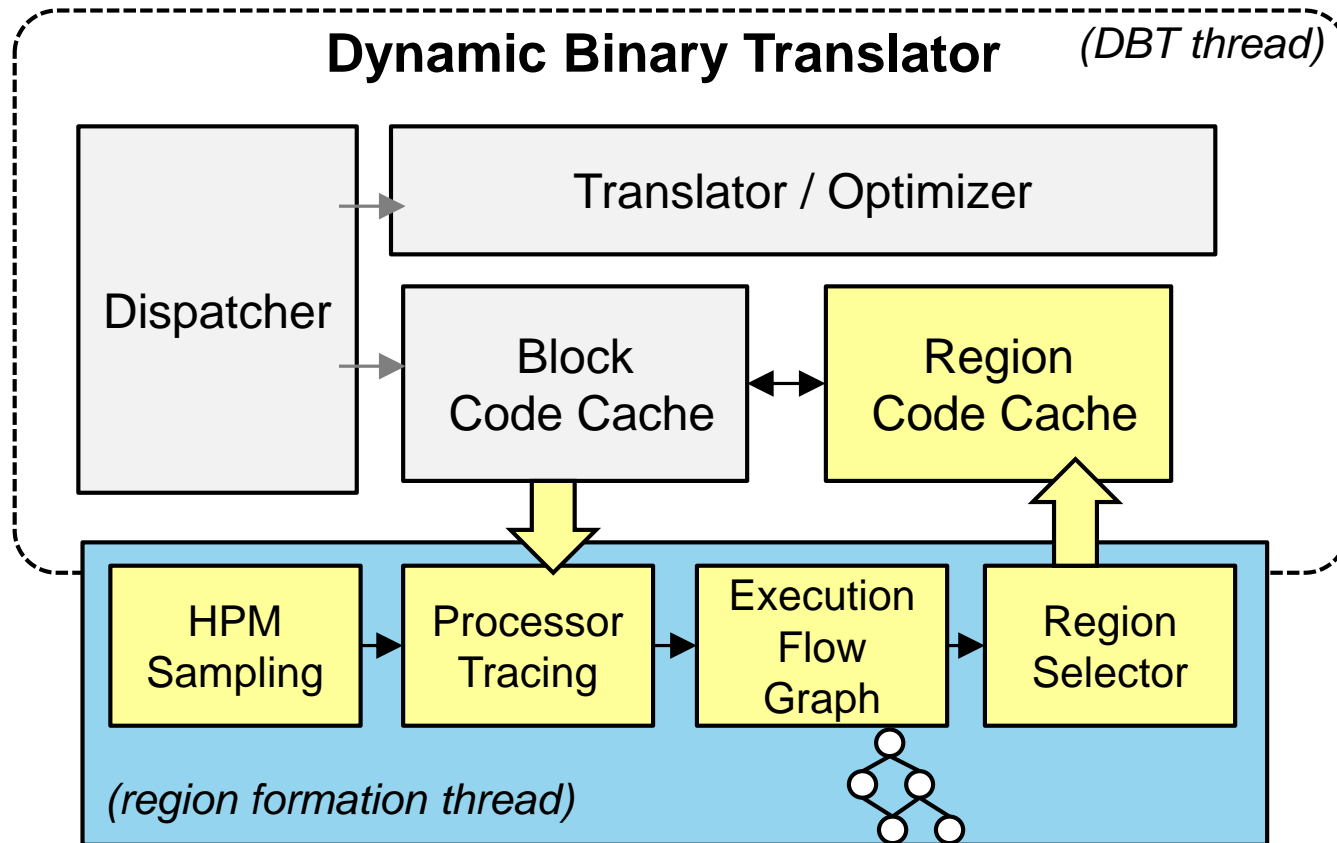 Dynamic Binary Translator
(DBT thread)
Translator / Optimizer
Dispatcher
Block
Code Cache
Region
Code Cache
HPM
Sampling
Processor
Tracing
Execution
Flow
Graph
Region
Selector
(region formation thread)